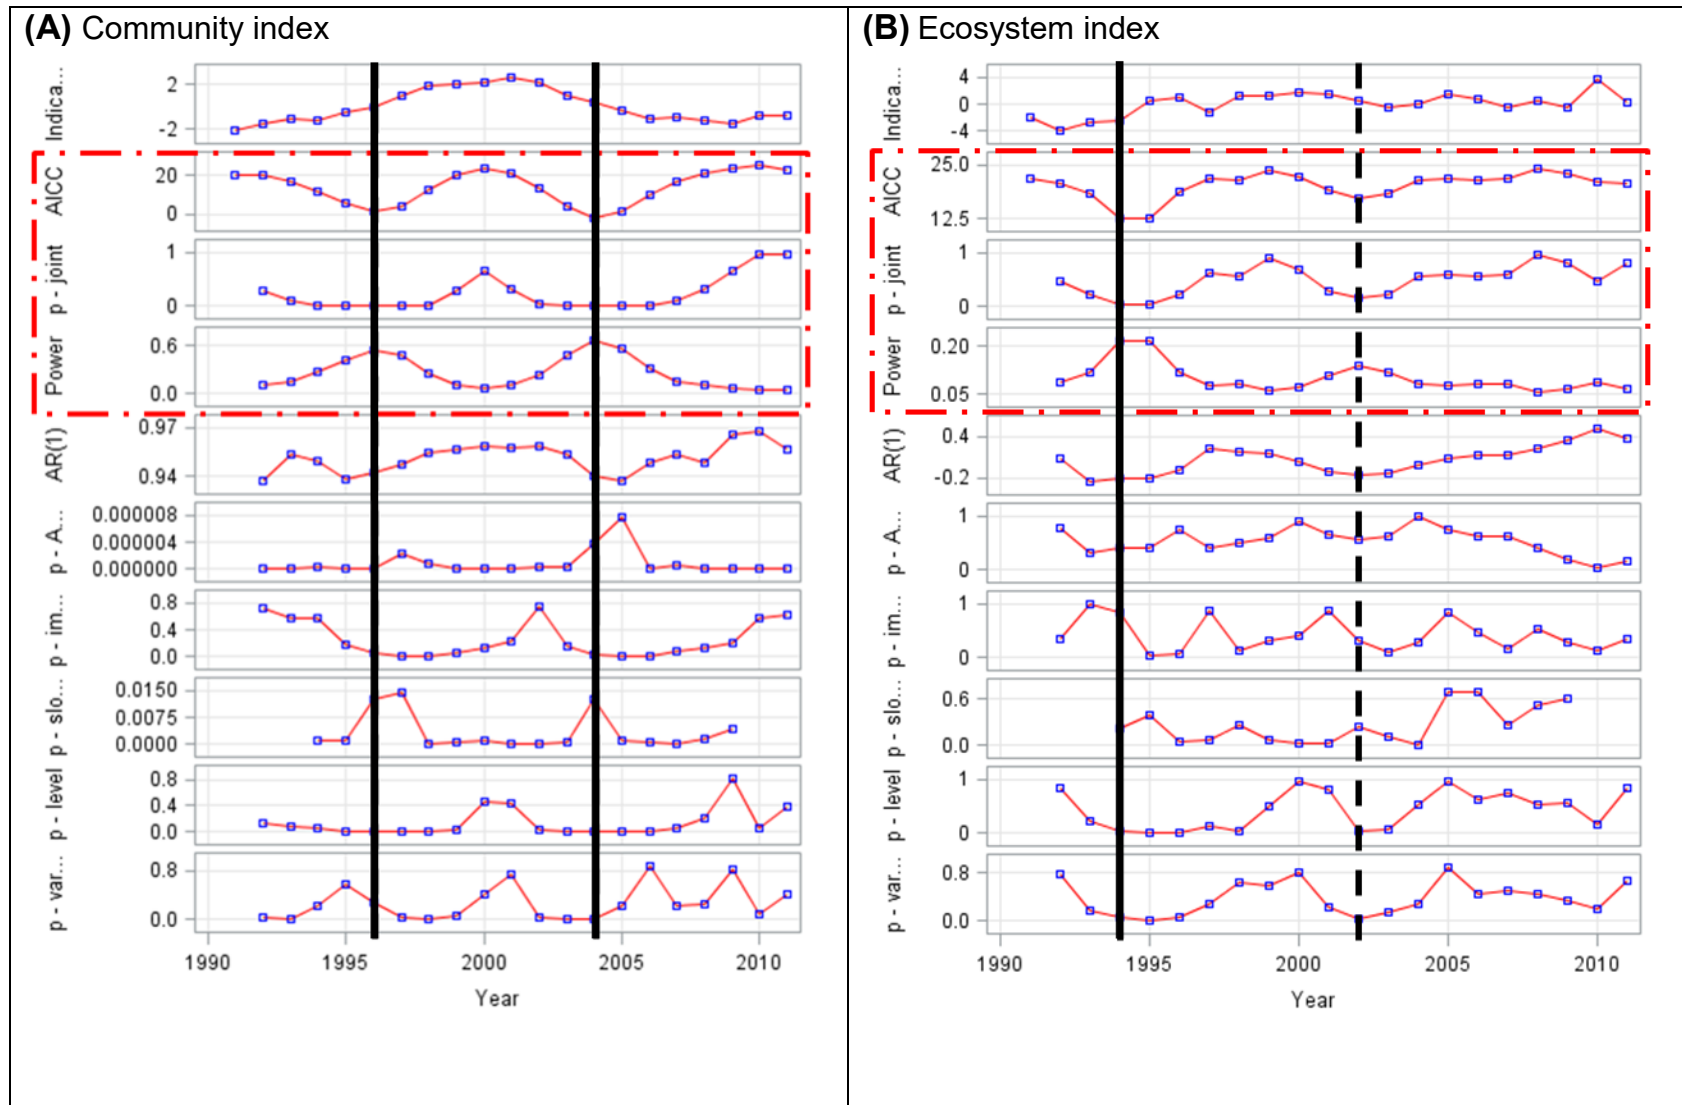 (A) Community index
Indica...
2
-2
AICC
20
0
p - joint
1
0
Power
0.6
0.0
AR(1)
0.97
0.94
p - A...
0.000008
0.000004
0.000000
p - im...
0.8
0.4
0.0
p - slo...
0.0150
0.0075
0.0000
p - level
0.8
0.4
0.0
p - var...
0.8
0.0
1990 1995 2000 2005 2010
Year
(B) Ecosystem index
Indica...
4
0
-4
AICC
25.0
12.5
p - joint
1
0
Power
0.20
0.05
AR(1)
0.4
-0.2
p - A...
1
0
p - im...
1
0
p - slo...
0.6
0.0
p - level
1
0
p - var...
0.8
0.0
1990 1995 2000 2005 2010
Year